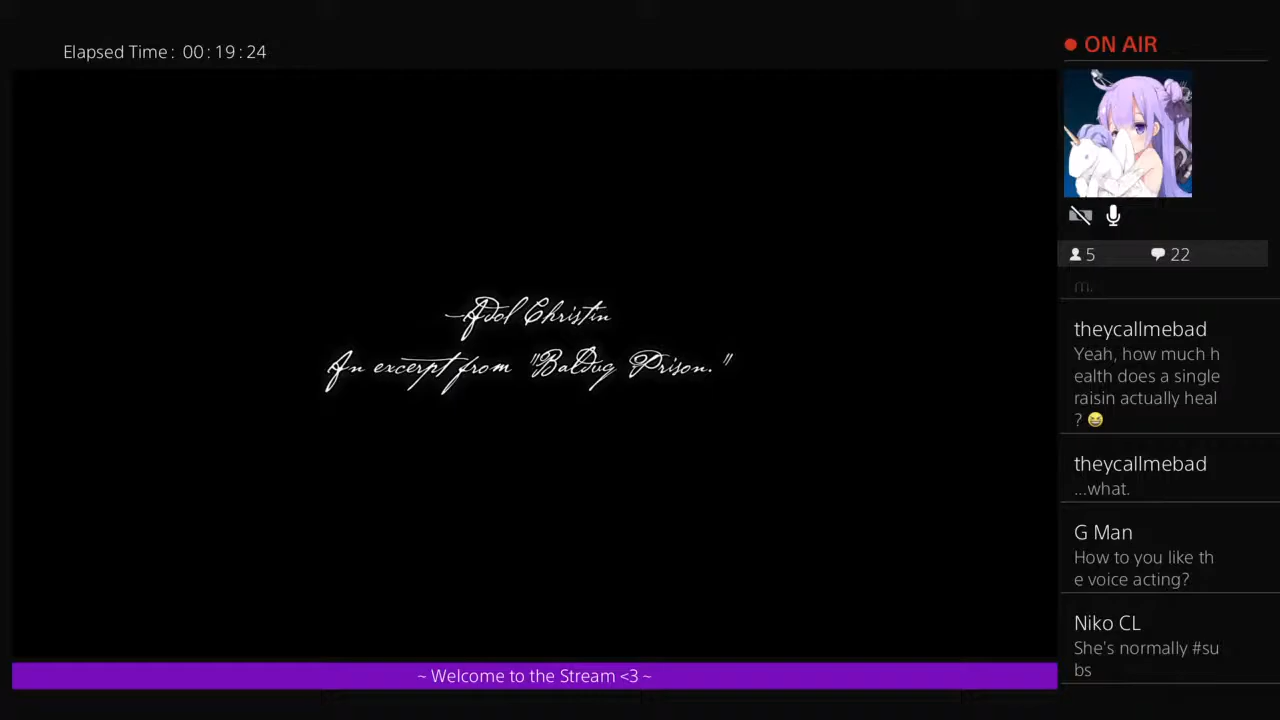 Elapsed Time: 00:19:24
ON AIR
5 22
m.
theycallmebad
Yeah, how much h
ealth does a single
raisin actually heal
? 😆
theycallmebad
...what.
G Man
How to you like th
e voice acting?
Niko CL
She's normally #su
bs
—Adol Christin
An excerpt from "Baldug Prison."
~ Welcome to the Stream <3 ~